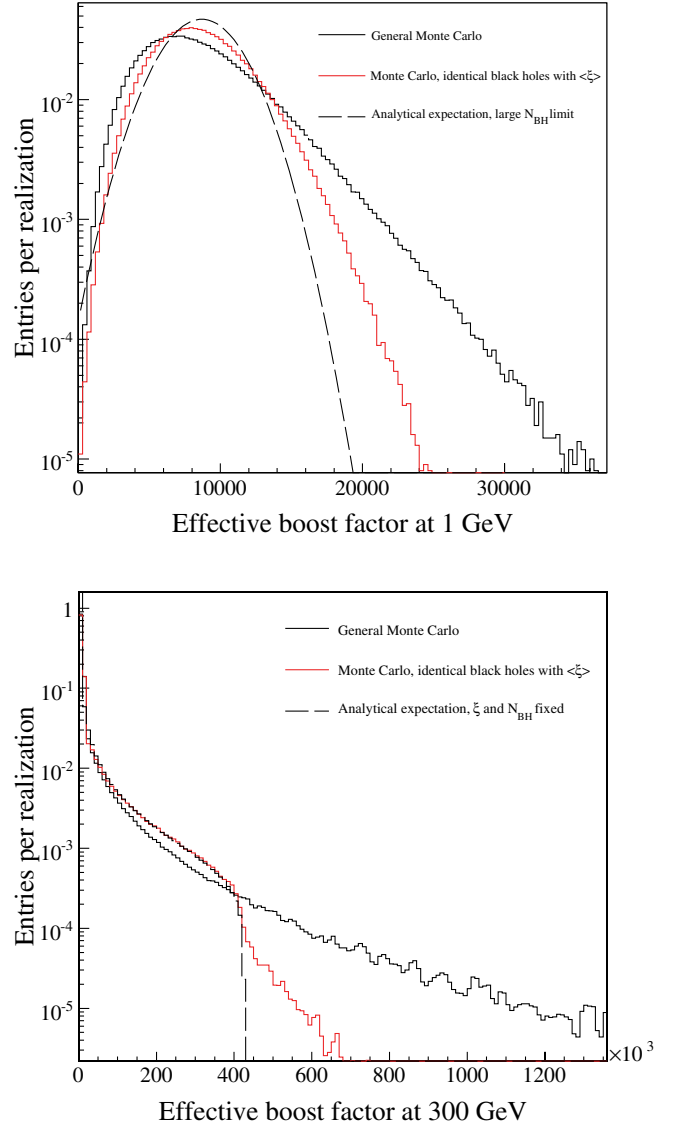 Entries per realization
10⁻²
10⁻³
10⁻⁴
10⁻⁵
General Monte Carlo
Monte Carlo, identical black holes with <ξ>
Analytical expectation, large N_BH limit
0 10000 20000 30000
Effective boost factor at 1 GeV
Entries per realization
1
10⁻¹
10⁻²
10⁻³
10⁻⁴
10⁻⁵
General Monte Carlo
Monte Carlo, identical black holes with <ξ>
Analytical expectation, ξ and N_BH fixed
0 200 400 600 800 1000 1200
×10³
Effective boost factor at 300 GeV